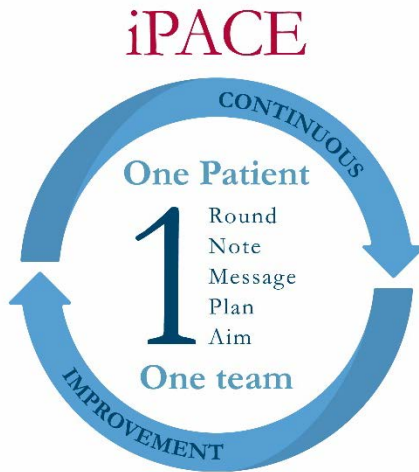 iPACE
CONTINUOUS
One Patient
1
Round
Note
Message
Plan
Aim
One team
IMPROVEMENT